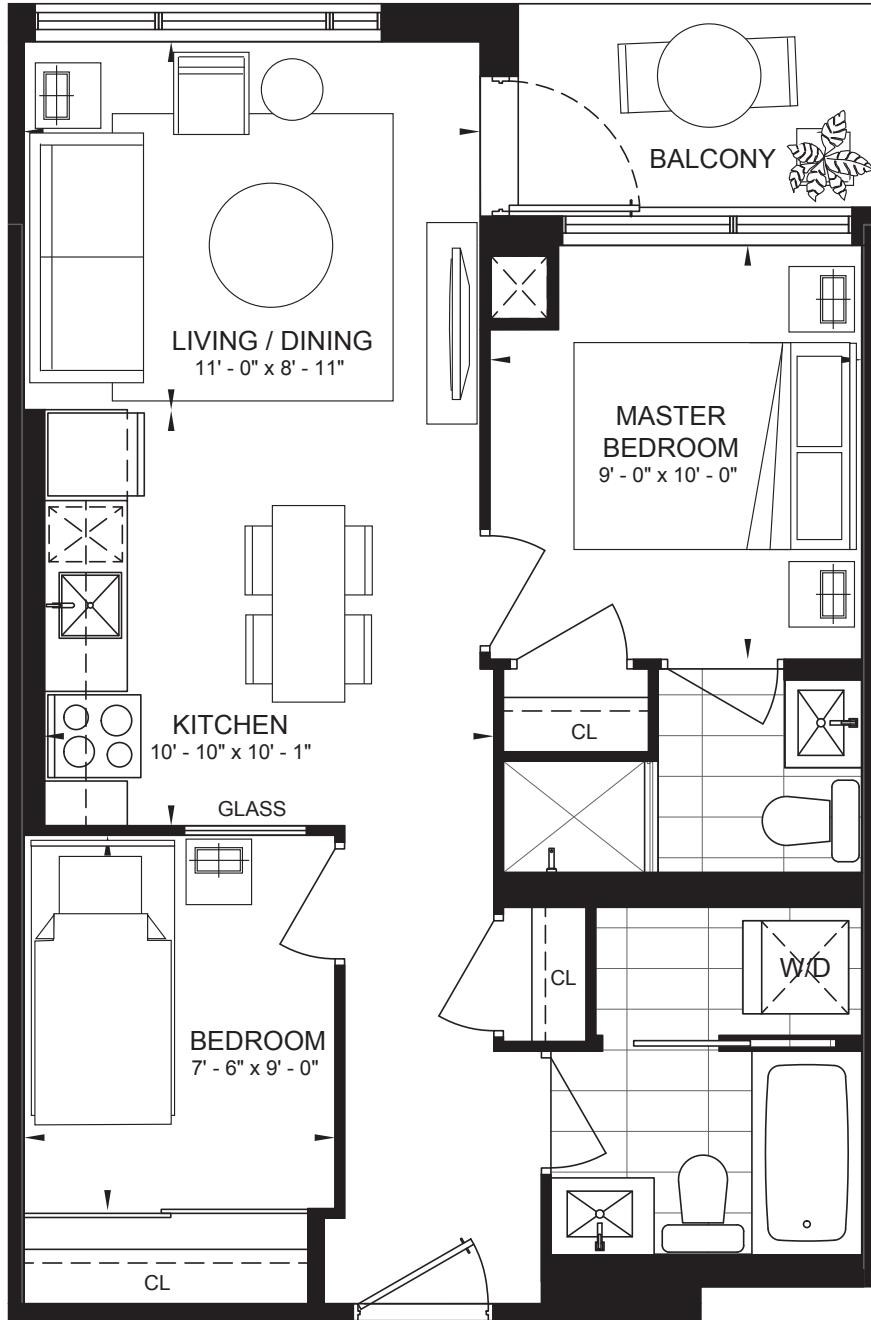 BALCONY
LIVING / DINING
11' - 0" x 8' - 11"
MASTER
BEDROOM
9' - 0" x 10' - 0"
KITCHEN
10' - 10" x 10' - 1"
CL
GLASS
CL
W/D
BEDROOM
7' - 6" x 9' - 0"
CL